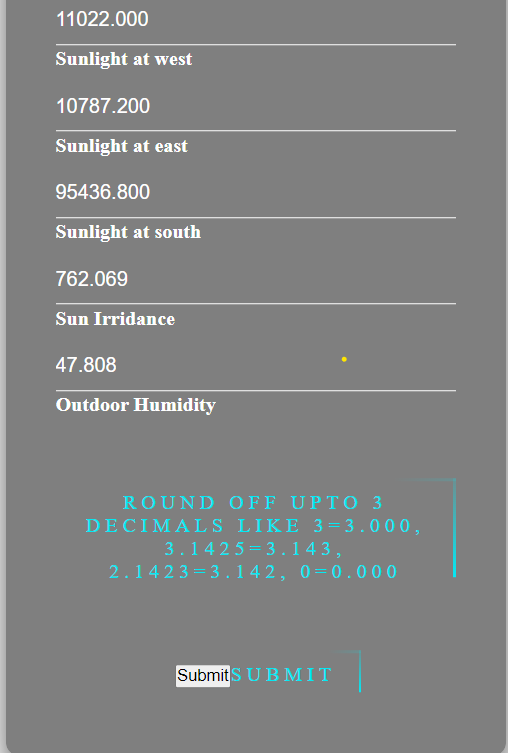 11022.000
Sunlight at west
10787.200
Sunlight at east
95436.800
Sunlight at south
762.069
Sun Irridance
47.808
Outdoor Humidity
ROUND OFF UPTO 3
DECIMALS LIKE 3=3.000,
3.1425=3.143,
2.1423=3.142, 0=0.000
Submit SUBMIT